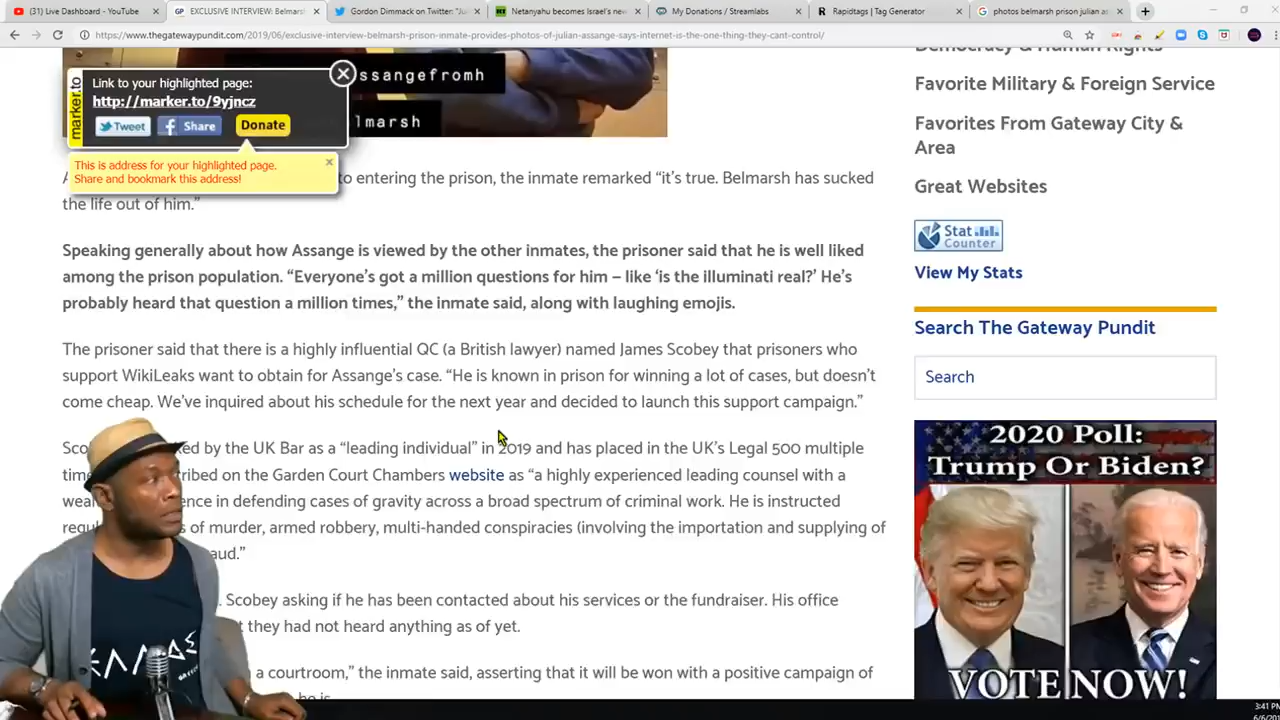 (31) Live Dashboard - YouTube
EXCLUSIVE INTERVIEW: Belmarsh
Gordon Dimmack on Twitter: "Ju
Netanyahu becomes Israel's new
My Donations / Streamlabs
Rapidtags | Tag Generator
photos belmarsh prison julian as
https://www.thegatewaypundit.com/2019/06/exclusive-interview-belmarsh-prison-inmate-provides-photos-of-julian-assange-says-internet-is-the-one-thing-they-cant-control/
ssangefromh
lmarsh
marker.to
Link to your highlighted page:
http://marker.to/9yjncz
Tweet
Share
Donate
This is address for your highlighted page.
Share and bookmark this address!
to entering the prison, the inmate remarked “it’s true. Belmarsh has sucked
the life out of him.”
Speaking generally about how Assange is viewed by the other inmates, the prisoner said that he is well liked
among the prison population. “Everyone’s got a million questions for him – like ‘is the illuminati real?’ He’s
probably heard that question a million times,” the inmate said, along with laughing emojis.
The prisoner said that there is a highly influential QC (a British lawyer) named James Scobey that prisoners who
support WikiLeaks want to obtain for Assange’s case. “He is known in prison for winning a lot of cases, but doesn’t
come cheap. We’ve inquired about his schedule for the next year and decided to launch this support campaign.”
ked by the UK Bar as a “leading individual” in 2019 and has placed in the UK’s Legal 500 multiple
cribed on the Garden Court Chambers website as “a highly experienced leading counsel with a
ence in defending cases of gravity across a broad spectrum of criminal work. He is instructed
of murder, armed robbery, multi-handed conspiracies (involving the importation and supplying of
aud.”
Scobey asking if he has been contacted about his services or the fundraiser. His office
they had not heard anything as of yet.
a courtroom,” the inmate said, asserting that it will be won with a positive campaign of
he is
Democracy & Human Rights
Favorite Military & Foreign Service
Favorites From Gateway City &
Area
Great Websites
Stat
Counter
View My Stats
Search The Gateway Pundit
Search
2020 Poll:
Trump Or Biden?
VOTE NOW!
ΕΛΛΑΣ
3:41 PM